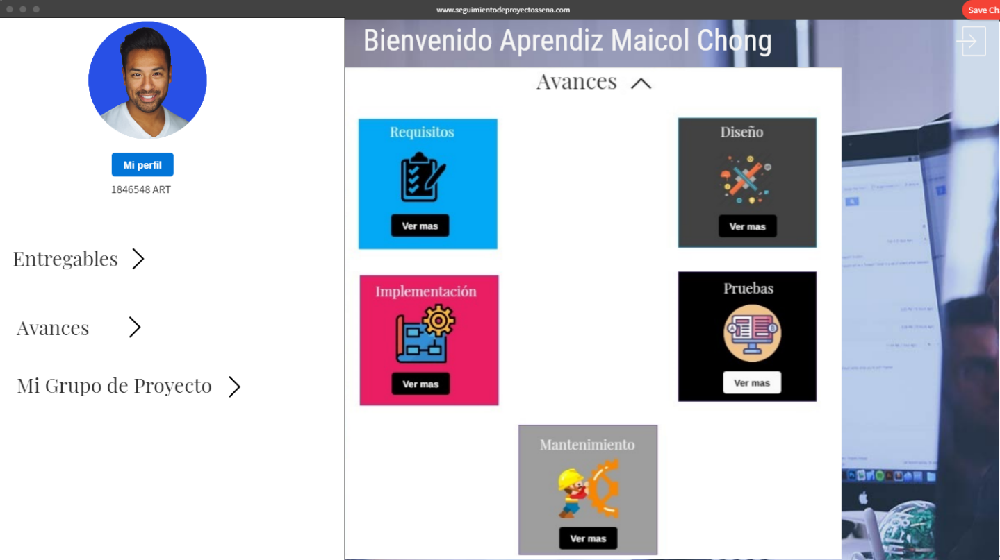 www.seguimientodeproyectossena.com
Save Ch
Bienvenido Aprendiz Maicol Chong
Mi perfil
1846548 ART
Entregables
Avances
Mi Grupo de Proyecto
Avances
Requisitos
Ver mas
Diseño
Ver mas
Implementación
Ver mas
Pruebas
A
B
Ver mas
Mantenimiento
Ver mas